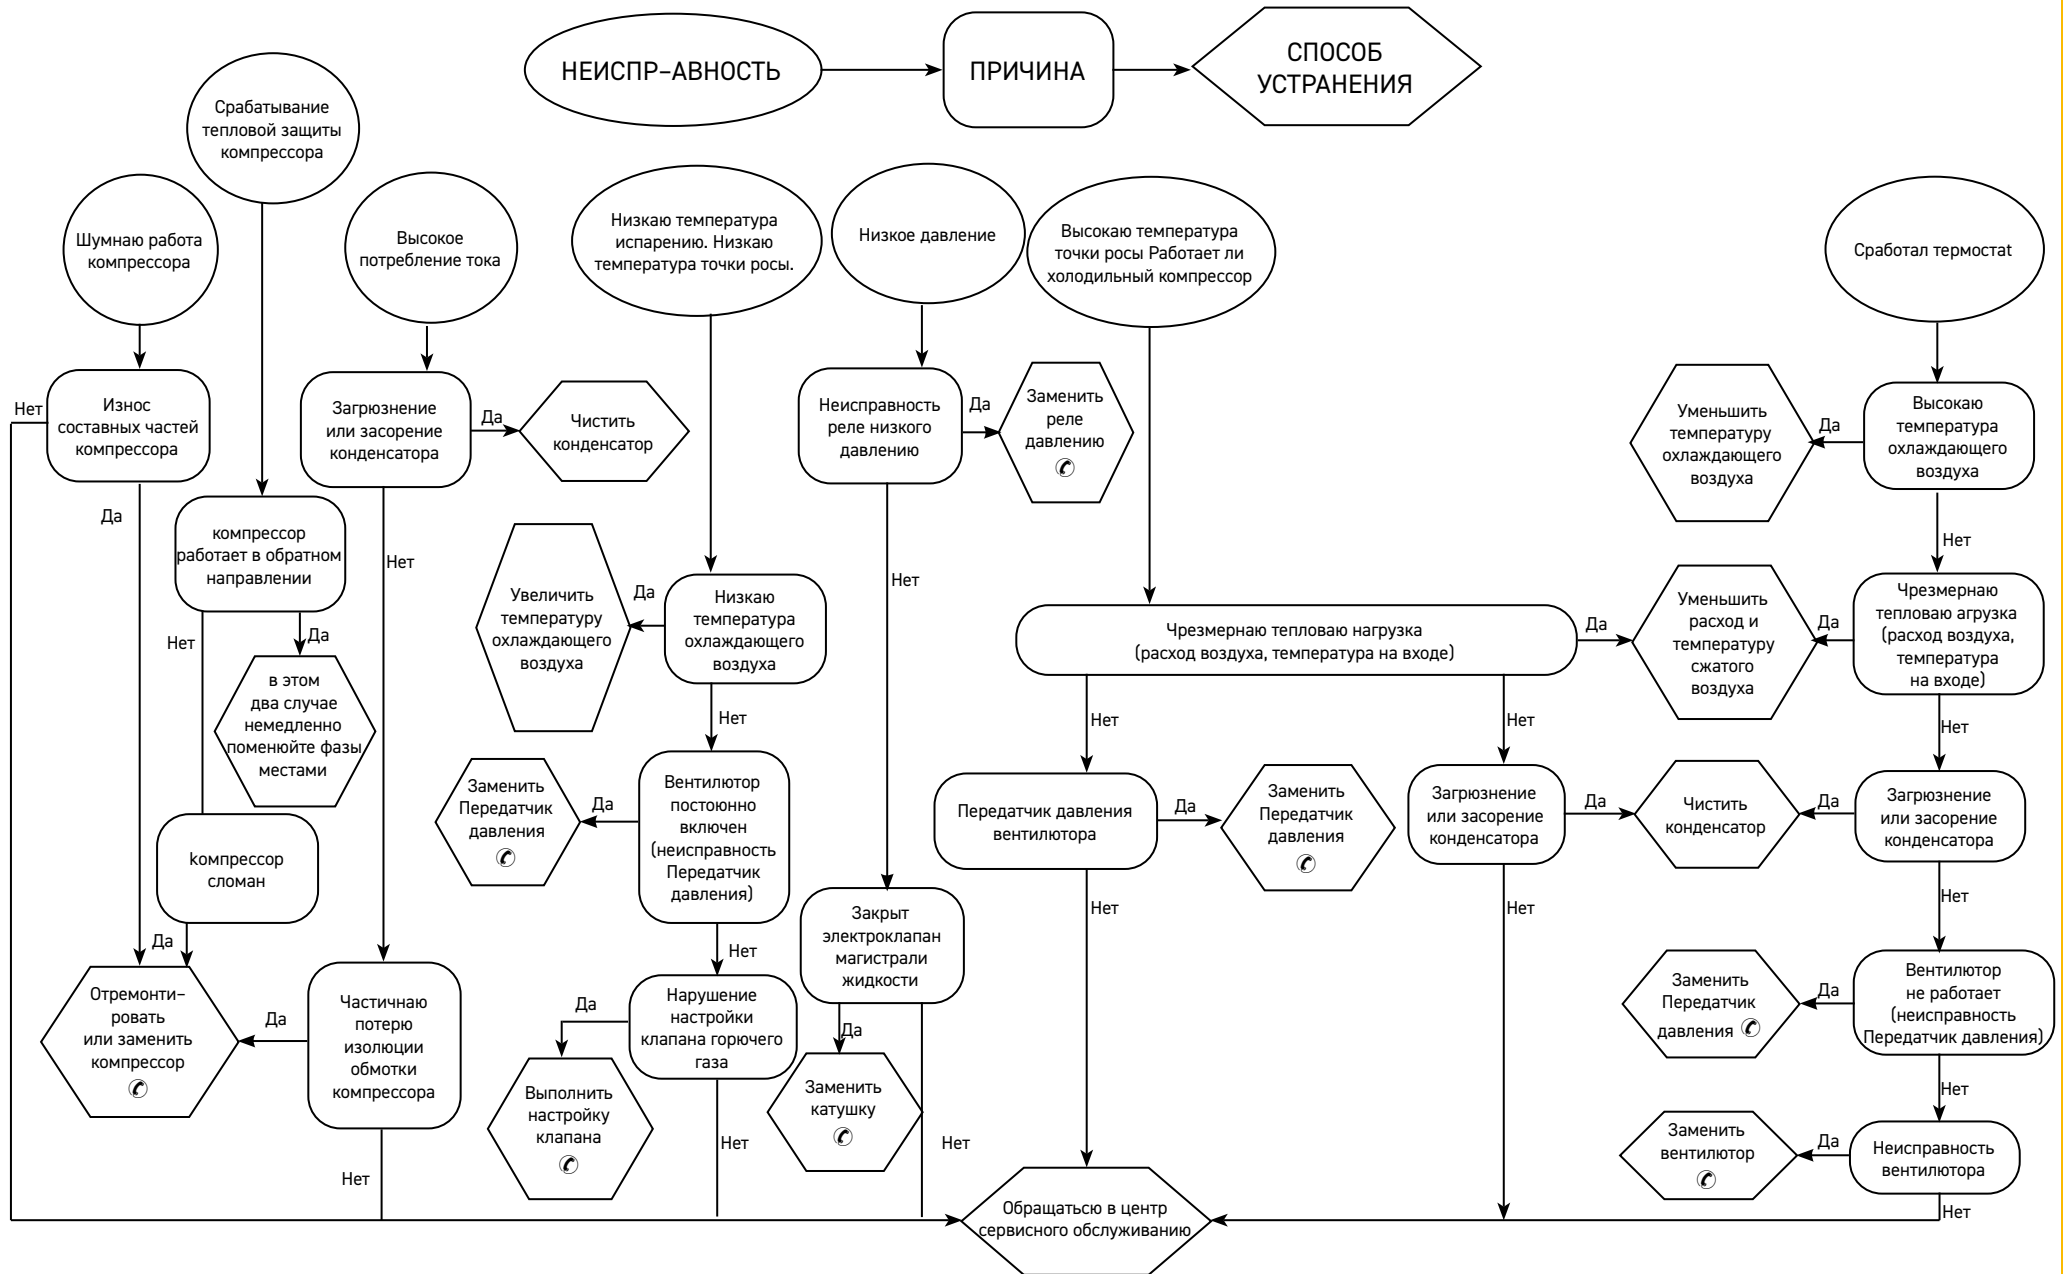 НЕИСПР-АВНОСТЬ
ПРИЧИНА
СПОСОБ
УСТРАНЕНИЯ
Срабатывание
тепловой защиты
компрессора
Шумнаю работа
компрессора
Высокое
потребление тока
Низкаю температура
испарению. Низкаю
температура точки росы.
Низкое давление
Высокаю температура
точки росы Работает ли
холодильный компрессор
Сработал термостat
Нет
Износ
составных частей
компрессора
Да
Загрюзнение
или засорение
конденсатора
Да
Чистить
конденсатор
Нет
компрессор
работает в обратном
направлении
Нет
Да
в этом
два случае
немедленно
поменюйте фазы
местами
kомпрессор
сломан
Да
Отремонти-
ровать
или заменить
компрессор
Да
Частичнаю
потерю
изолюции
обмотки
компрессора
Нет
Увеличить
температуру
охлаждающего
воздуха
Да
Низкаю
температура
охлаждающего
воздуха
Нет
Заменить
Передатчик
давления
Да
Вентилютор
постоюнно
включен
(неисправность
Передатчик
давления)
Нет
Да
Нарушение
настройки
клапана горючего
газа
Выполнить
настройку
клапана
Нет
Неисправность
реле низкого
давлению
Да
Заменить
реле
давлению
Нет
Закрыт
электроклапан
магистрали
жидкости
Да
Заменить
катушку
Нет
Чрезмернаю тепловаю нагрузка
(расход воздуха, температура на входе)
Да
Уменьшить
расход и
температуру
сжатого
воздуха
Нет
Нет
Передатчик давления
вентилютора
Да
Заменить
Передатчик
давления
Нет
Загрюзнение
или засорение
конденсатора
Да
Чистить
конденсатор
Нет
Уменьшить
температуру
охлаждающего
воздуха
Да
Высокаю
температура
охлаждающего
воздуха
Нет
Да
Чрезмернаю
тепловаю агрузка
(расход воздуха,
температура
на входе)
Нет
Да
Загрюзнение
или засорение
конденсатора
Нет
Заменить
Передатчик
давления
Да
Вентилютор
не работает
(неисправность
Передатчик давления)
Нет
Заменить
вентилютор
Да
Неисправность
вентилютора
Нет
Обращатьсю в центр
сервисного обслуживанию